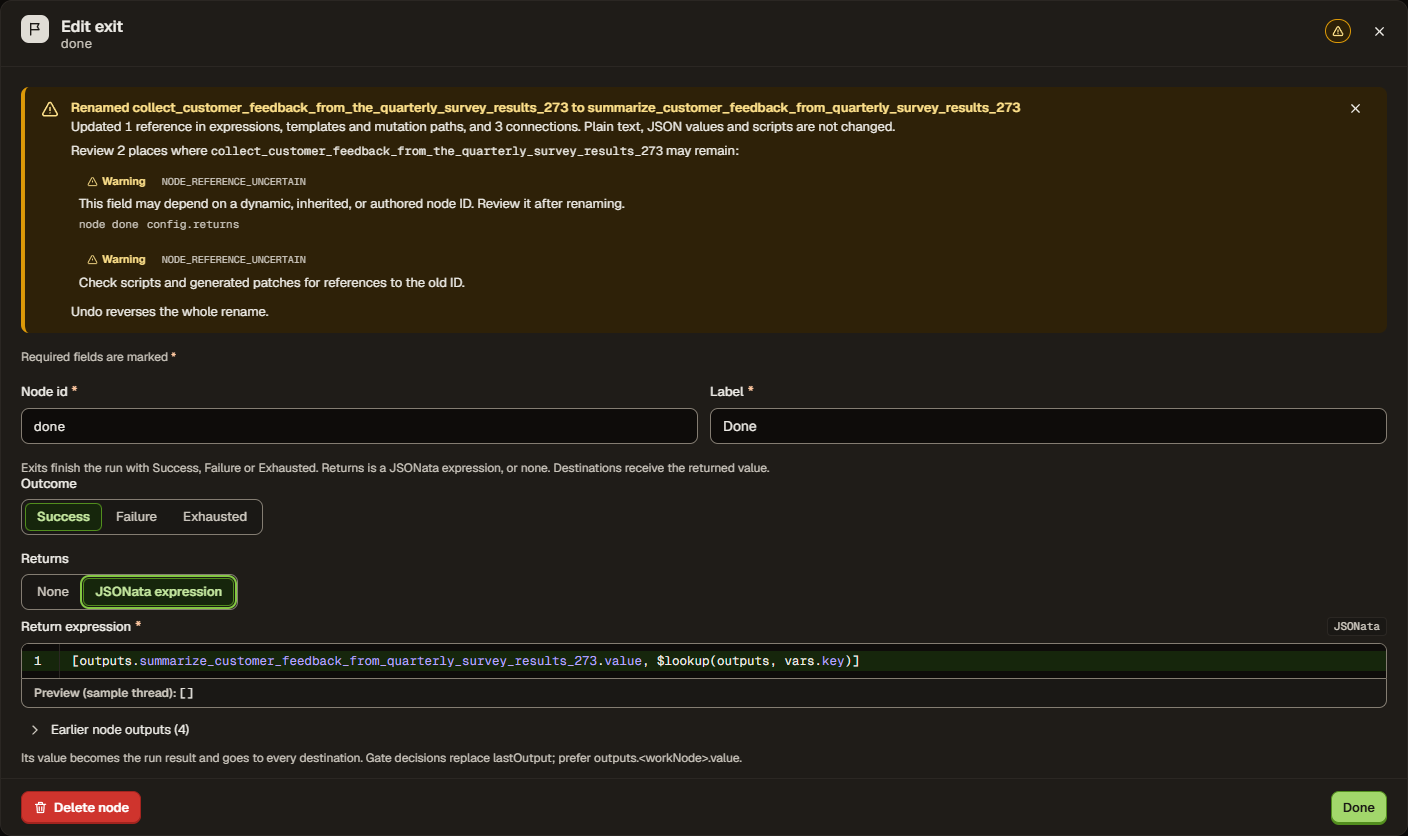 Edit exit
done
Renamed collect_customer_feedback_from_the_quarterly_survey_results_273 to summarize_customer_feedback_from_quarterly_survey_results_273
Updated 1 reference in expressions, templates and mutation paths, and 3 connections. Plain text, JSON values and scripts are not changed.
Review 2 places where collect_customer_feedback_from_the_quarterly_survey_results_273 may remain:
Warning NODE_REFERENCE_UNCERTAIN
This field may depend on a dynamic, inherited, or authored node ID. Review it after renaming.
node done config.returns
Warning NODE_REFERENCE_UNCERTAIN
Check scripts and generated patches for references to the old ID.
Undo reverses the whole rename.
Required fields are marked *
Node id * Label *
done Done
Exits finish the run with Success, Failure or Exhausted. Returns is a JSONata expression, or none. Destinations receive the returned value.
Outcome
Success Failure Exhausted
Returns
None JSONata expression
Return expression * JSONata
1 [outputs.summarize_customer_feedback_from_quarterly_survey_results_273.value, $lookup(outputs, vars.key)]
Preview (sample thread): []
Earlier node outputs (4)
Its value becomes the run result and goes to every destination. Gate decisions replace lastOutput; prefer outputs.<workNode>.value.
Delete node Done